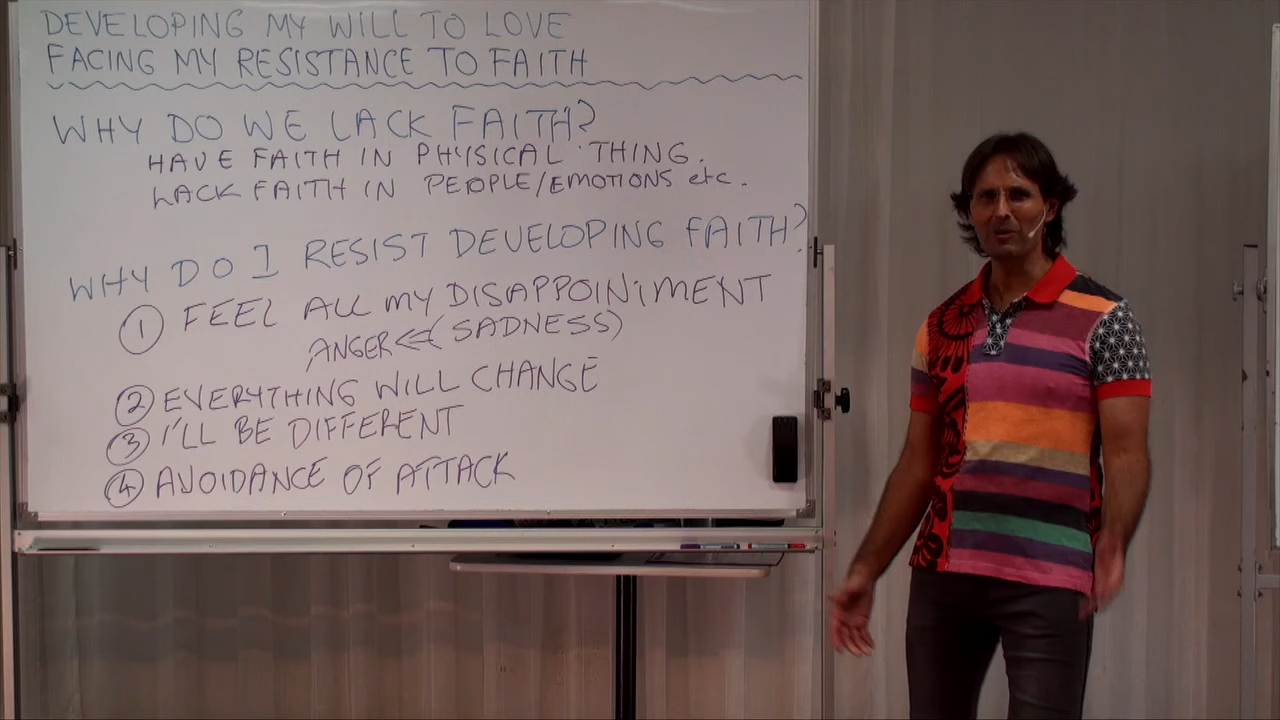 DEVELOPING MY WILL TO LOVE
FACING MY RESISTANCE TO FAITH
WHY DO WE LACK FAITH?
HAVE FAITH IN PHYSICAL THING.
LACK FAITH IN PEOPLE/EMOTIONS etc.
WHY DO I RESIST DEVELOPING FAITH?
① FEEL ALL MY DISAPPOINTMENT
ANGER ⇐ (SADNESS)
② EVERYTHING WILL CHANGE
③ I'LL BE DIFFERENT
④ AVOIDANCE OF ATTACK